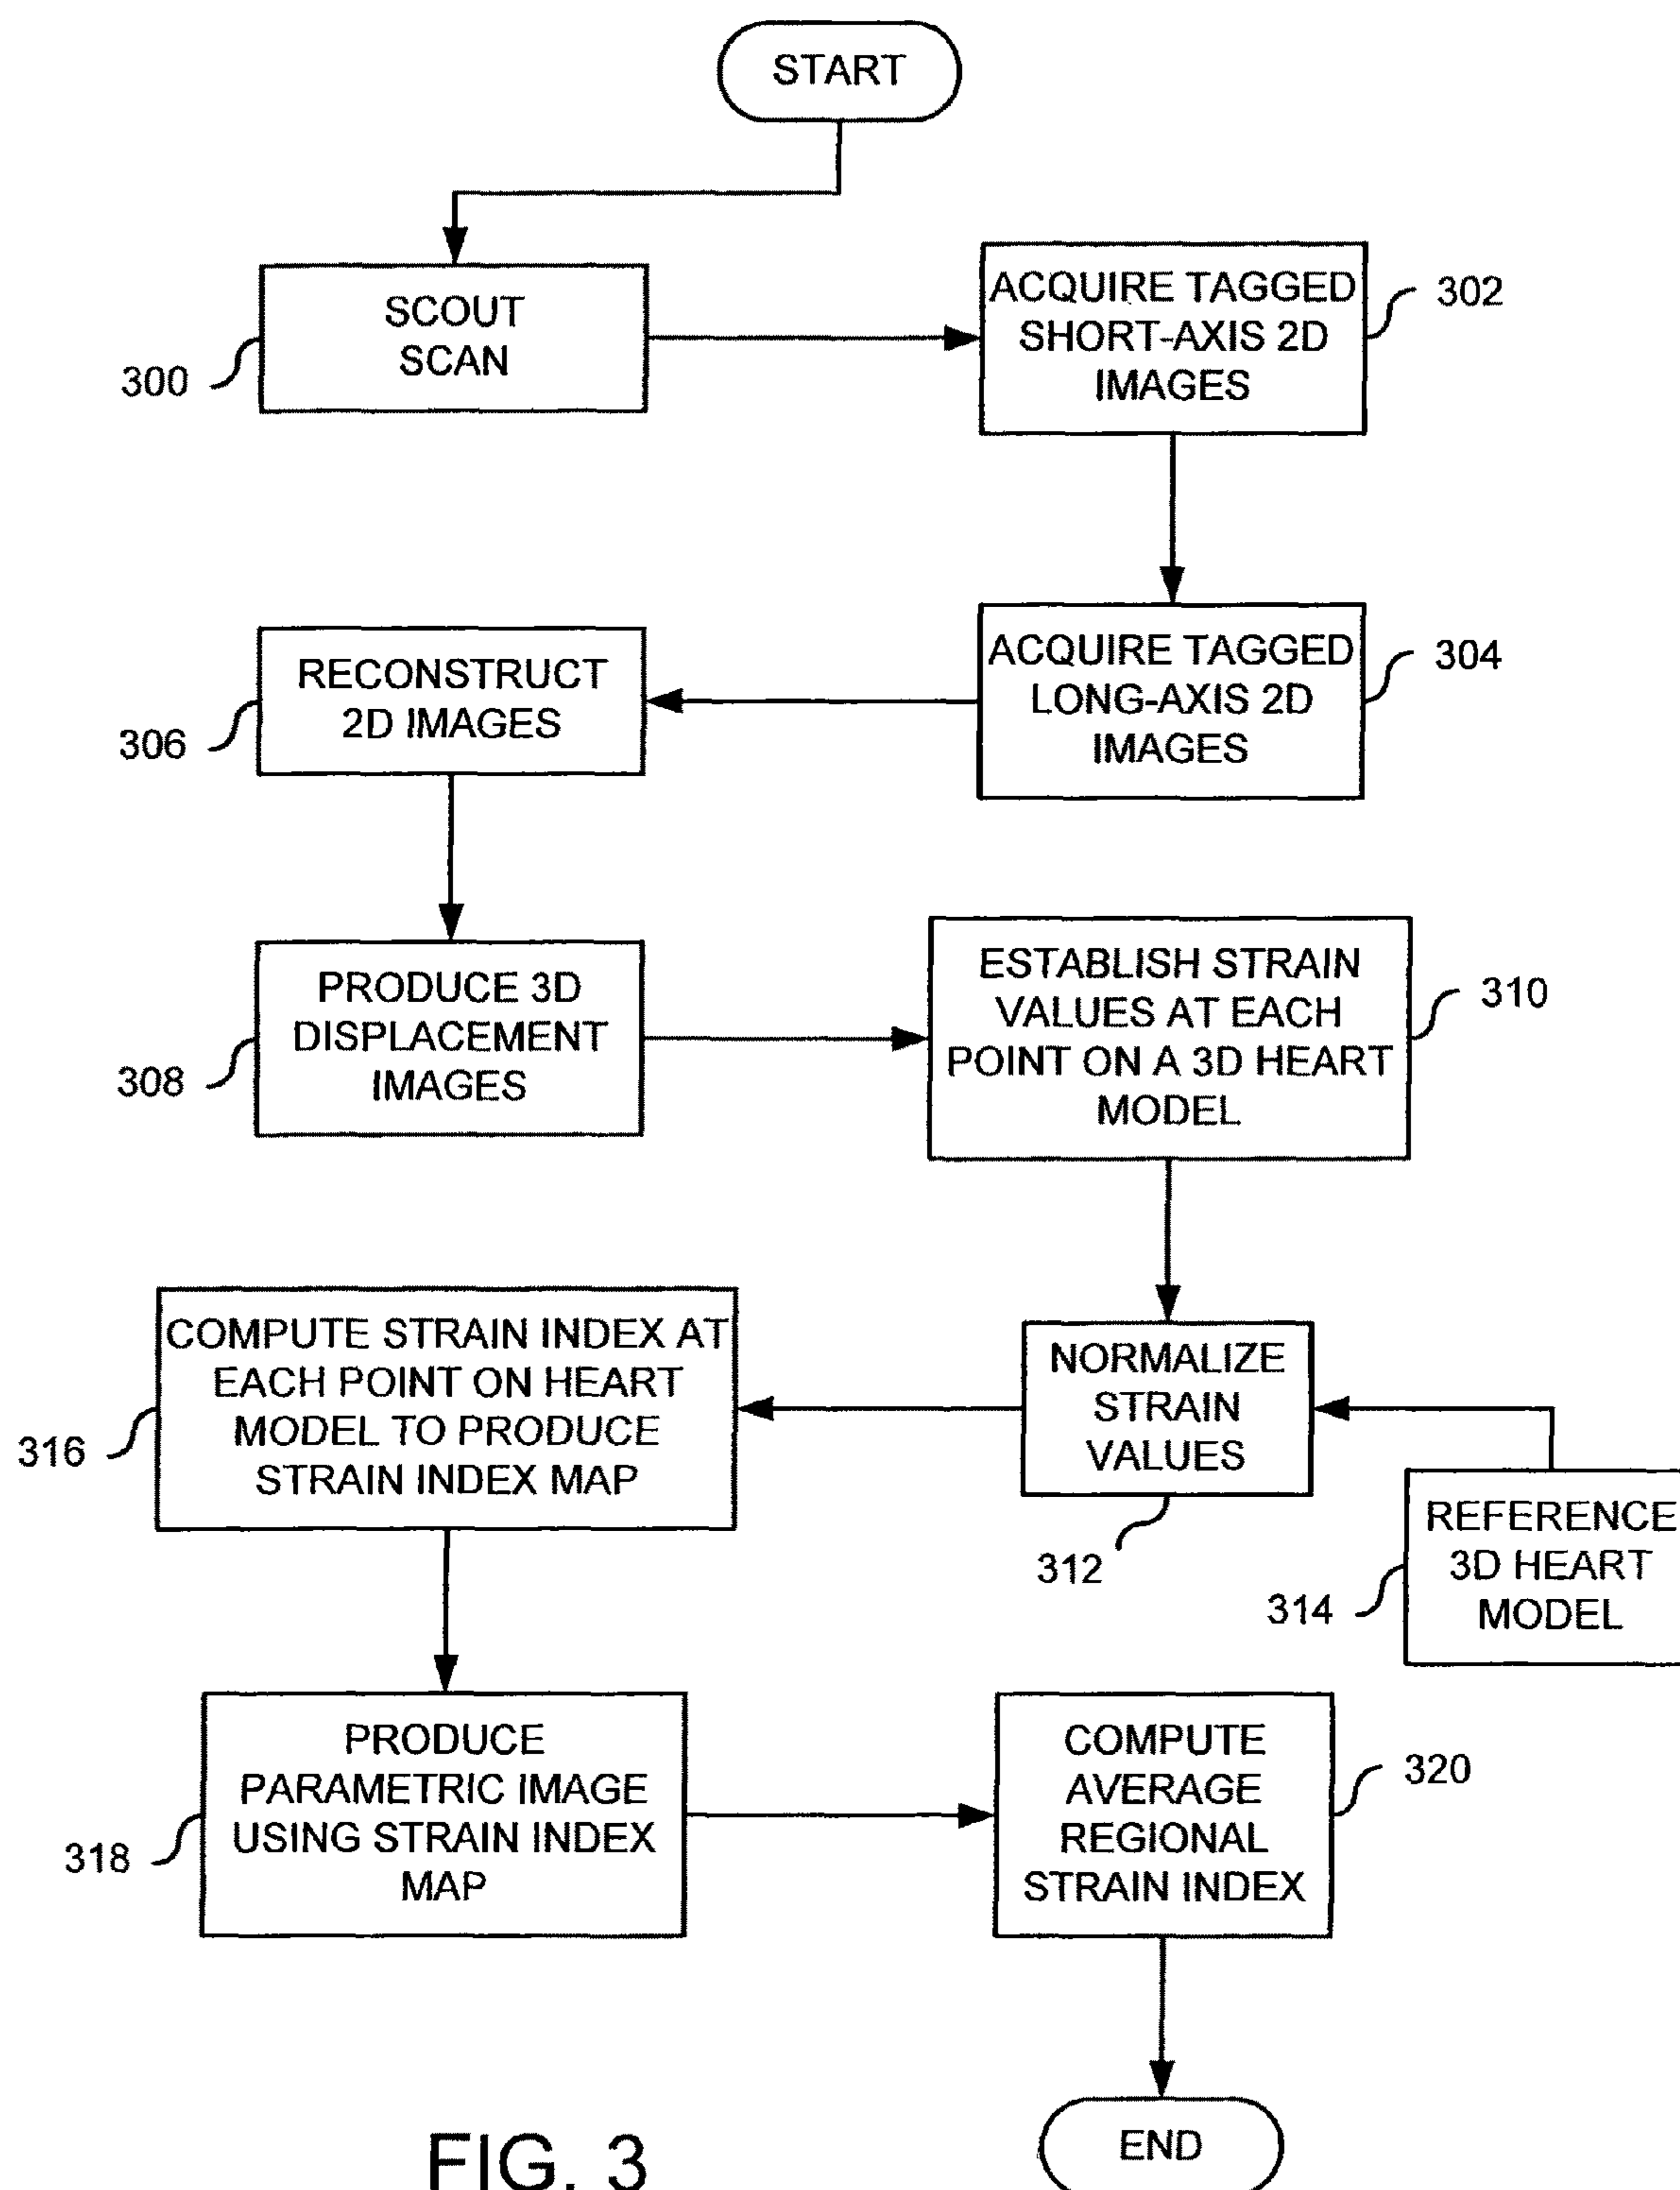 START
SCOUT
SCAN
300
ACQUIRE TAGGED
SHORT-AXIS 2D
IMAGES
302
ACQUIRE TAGGED
LONG-AXIS 2D
IMAGES
304
RECONSTRUCT
2D IMAGES
306
PRODUCE 3D
DISPLACEMENT
IMAGES
308
ESTABLISH STRAIN
VALUES AT EACH
POINT ON A 3D HEART
MODEL
310
NORMALIZE
STRAIN
VALUES
312
REFERENCE
3D HEART
MODEL
314
COMPUTE STRAIN INDEX AT
EACH POINT ON HEART
MODEL TO PRODUCE
STRAIN INDEX MAP
316
PRODUCE
PARAMETRIC IMAGE
USING STRAIN INDEX
MAP
318
COMPUTE
AVERAGE
REGIONAL
STRAIN INDEX
320
END
FIG. 3